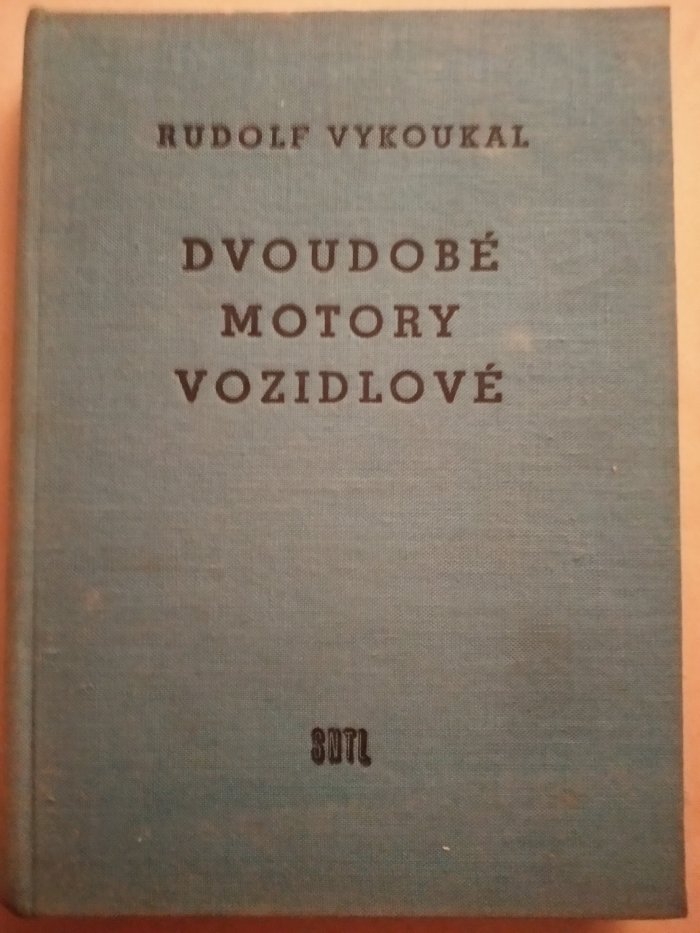 RUDOLF VYKOUKAL
DVOUDOBÉ
MOTORY
VOZIDLOVÉ
SNTL